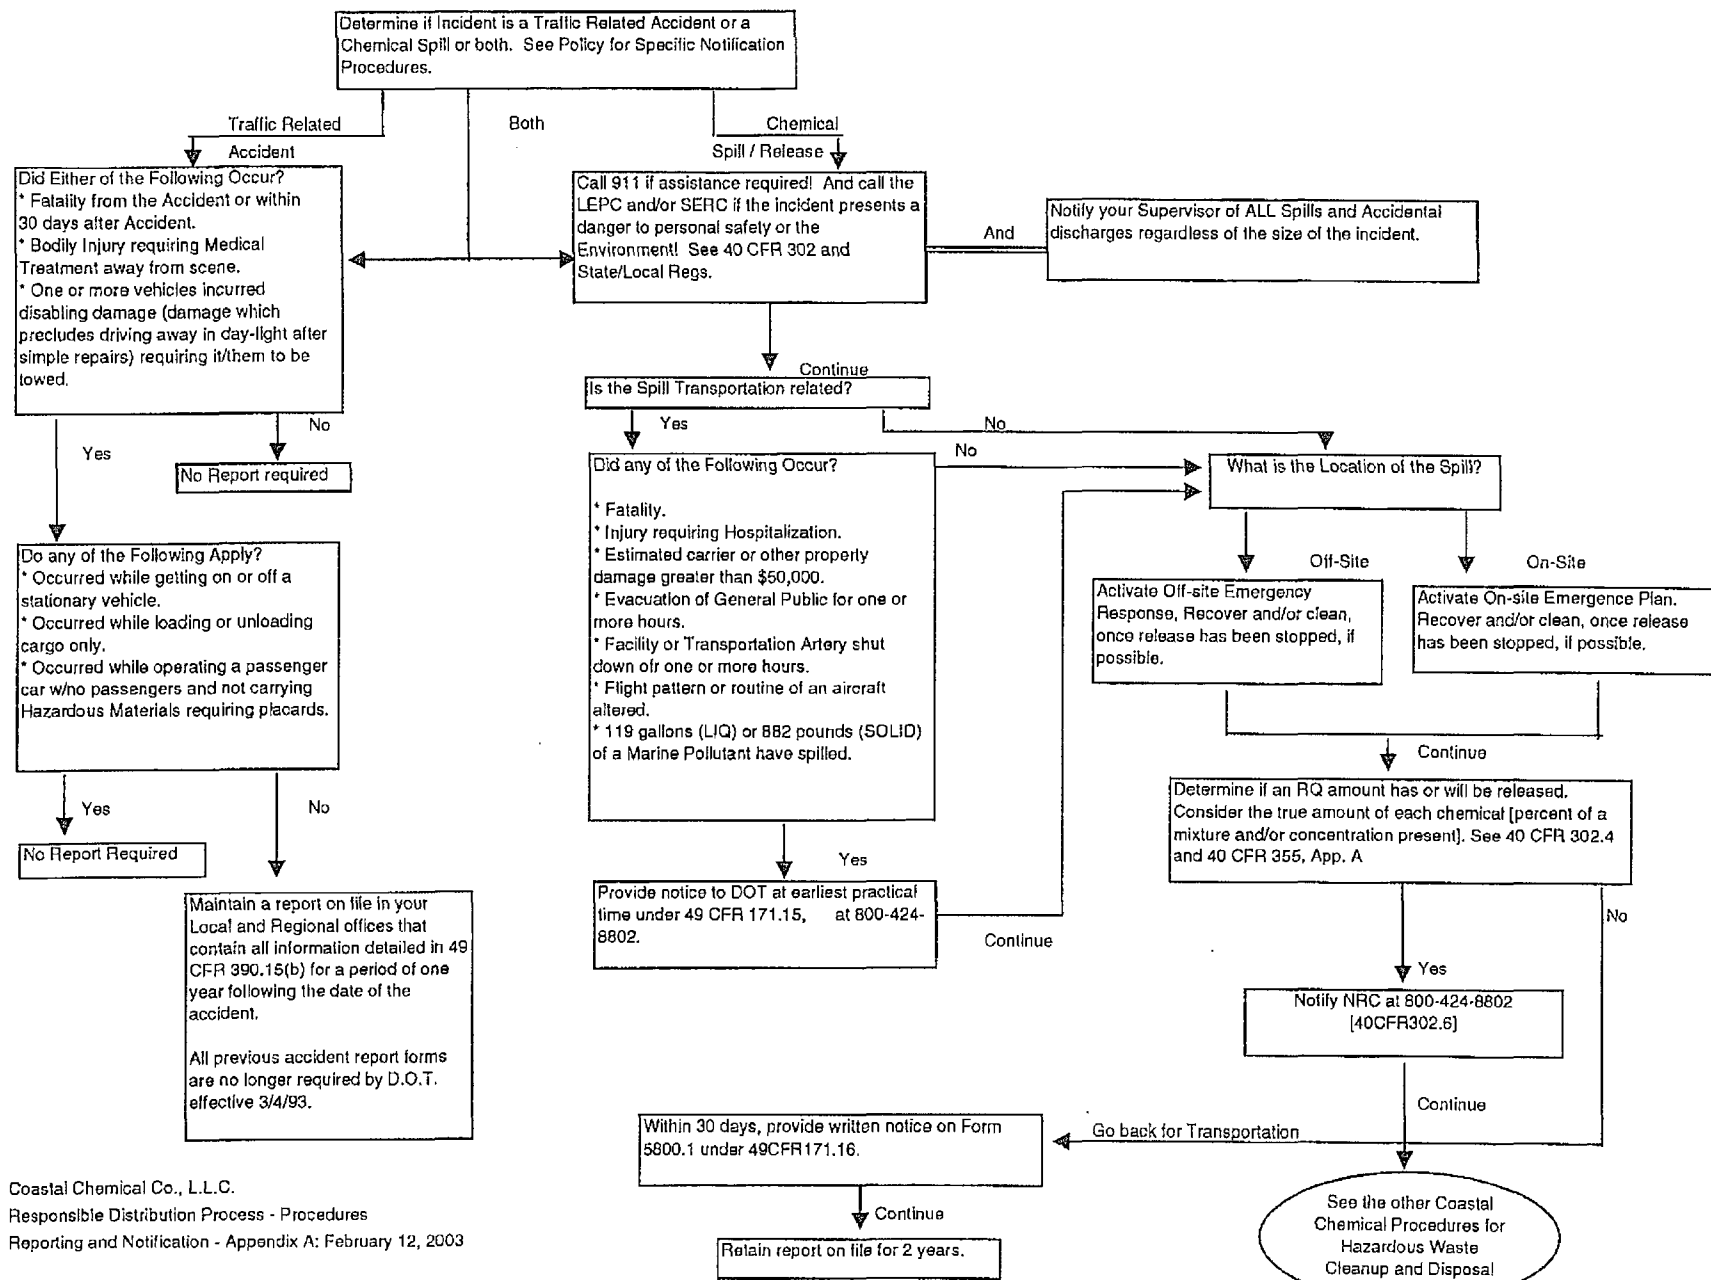 Determine if Incident is a Traffic Related Accident or a
Chemical Spill or both. See Policy for Specific Notification
Procedures.
Traffic Related
Accident
Both
Chemical
Spill / Release
Did Either of the Following Occur?
* Fatality from the Accident or within
30 days after Accident.
* Bodily Injury requiring Medical
Treatment away from scene.
* One or more vehicles incurred
disabling damage (damage which
precludes driving away in day-light after
simple repairs) requiring it/them to be
towed.
Call 911 if assistance required! And call the
LEPC and/or SERC if the incident presents a
danger to personal safety or the
Environment! See 40 CFR 302 and
State/Local Regs.
And
Notify your Supervisor of ALL Spills and Accidental
discharges regardless of the size of the incident.
Continue
Is the Spill Transportation related?
Yes
No
No
Yes
No Report required
Did any of the Following Occur?
* Fatality.
* Injury requiring Hospitalization.
* Estimated carrier or other property
damage greater than $50,000.
* Evacuation of General Public for one or
more hours.
* Facility or Transportation Artery shut
down ofr one or more hours.
* Flight pattern or routine of an aircraft
altered.
* 119 gallons (LIQ) or 882 pounds (SOLID)
of a Marine Pollutant have spilled.
No
What is the Location of the Spill?
Off-Site
On-Site
Do any of the Following Apply?
* Occurred while getting on or off a
stationary vehicle.
* Occurred while loading or unloading
cargo only.
* Occurred while operating a passenger
car w/no passengers and not carrying
Hazardous Materials requiring placards.
Activate Off-site Emergency
Response, Recover and/or clean,
once release has been stopped, if
possible.
Activate On-site Emergence Plan.
Recover and/or clean, once release
has been stopped, if possible.
Continue
Determine if an RQ amount has or will be released.
Consider the true amount of each chemical [percent of a
mixture and/or concentration present]. See 40 CFR 302.4
and 40 CFR 355, App. A
Yes
No
No Report Required
Yes
Provide notice to DOT at earliest practical
time under 49 CFR 171.15, at 800-424-
8802.
Continue
Maintain a report on file in your
Local and Regional offices that
contain all information detailed in 49
CFR 390.15(b) for a period of one
year following the date of the
accident.
All previous accident report forms
are no longer required by D.O.T.
effective 3/4/93.
No
Yes
Notify NRC at 800-424-8802
[40CFR302.6]
Continue
Go back for Transportation
Within 30 days, provide written notice on Form
5800.1 under 49CFR171.16.
Continue
Retain report on file for 2 years.
See the other Coastal
Chemical Procedures for
Hazardous Waste
Cleanup and Disposal
Coastal Chemical Co., L.L.C.
Responsible Distribution Process - Procedures
Reporting and Notification - Appendix A: February 12, 2003